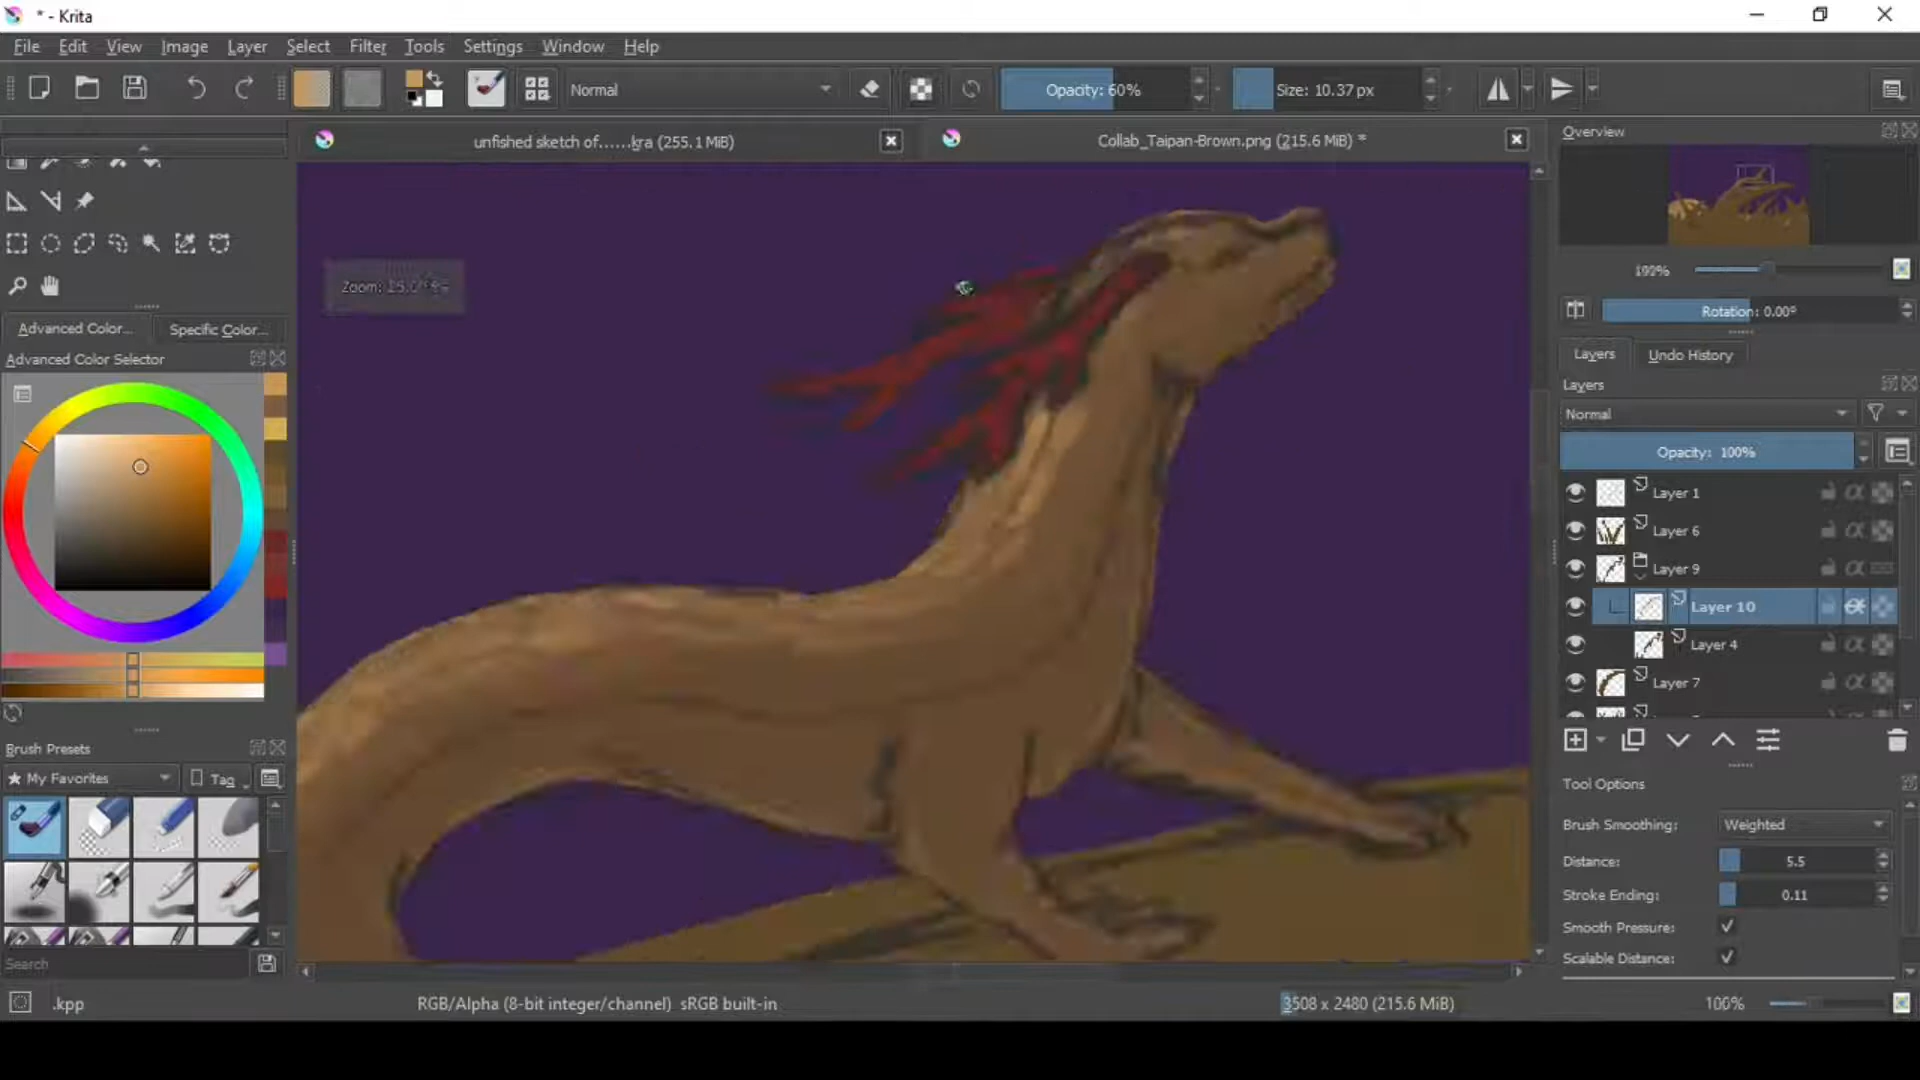 * - Krita
File Edit View Image Layer Select Filter Tools Settings Window Help
Normal Opacity: 60% Size: 10.37 px
unfished sketch of......kra (255.1 MiB)
Collab_Taipan-Brown.png (215.6 MiB) *
Overview
Zoom:
Rotation: 0.00°
Advanced Color... Specific Color...
Layers Undo History
Advanced Color Selector
Layers
Normal
Opacity: 100%
Layer 1
Layer 6
Layer 9
Layer 10
Layer 4
Layer 7
Brush Presets
My Favorites Tag
Search
Tool Options
Brush Smoothing: Weighted
Distance: 5.5
Stroke Ending: 0.11
Smooth Pressure: ✓
Scalable Distance: ✓
.kpp RGB/Alpha (8-bit integer/channel) sRGB built-in 3508 x 2480 (215.6 MiB) 100%